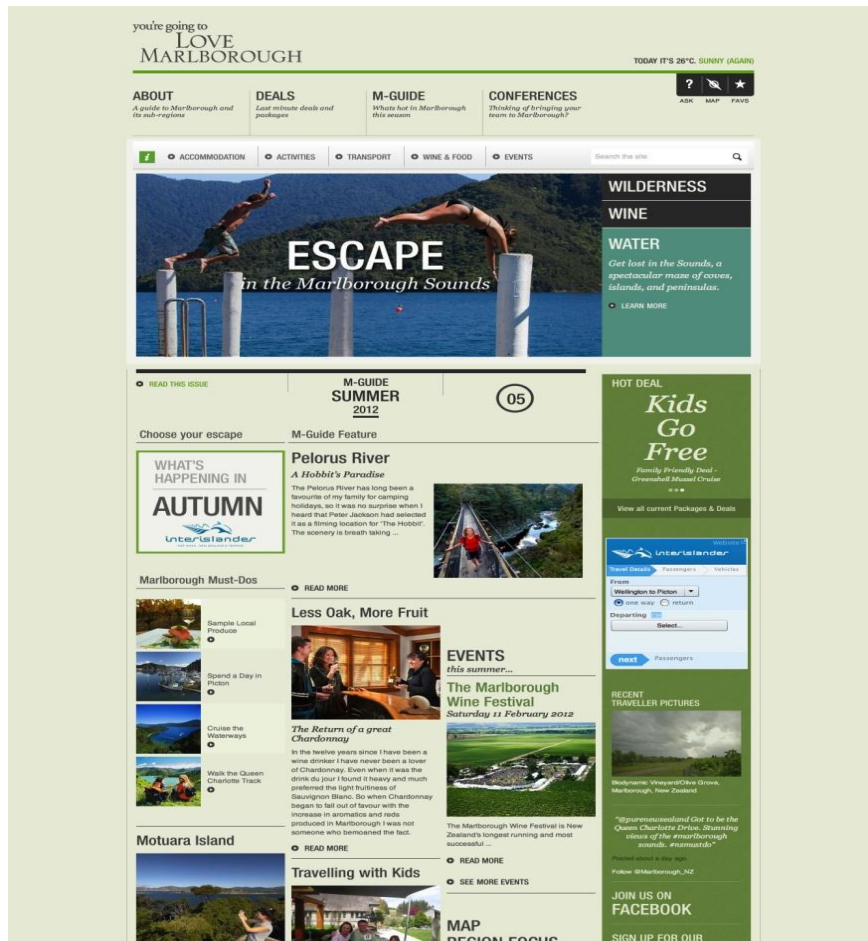 you're going to
LOVE
MARLBOROUGH
TODAY IT'S 26°C. SUNNY (AGAIN)
ABOUT
A guide to Marlborough and
its sub-regions
DEALS
Last minute deals and
packages
M-GUIDE
Whats hot in Marlborough
this season
CONFERENCES
Thinking of bringing your
team to Marlborough?
?
ASK
MAP
FAVS
i
ACCOMMODATION
ACTIVITIES
TRANSPORT
WINE & FOOD
EVENTS
Search the site
ESCAPE
in the Marlborough Sounds
WILDERNESS
WINE
WATER
Get lost in the Sounds, a
spectacular maze of coves,
islands, and peninsulas.
LEARN MORE
READ THIS ISSUE
M-GUIDE
SUMMER
2012
05
Choose your escape
WHAT'S
HAPPENING IN
AUTUMN
interislander
Marlborough Must-Dos
Sample Local
Produce
Spend a Day in
Picton
Cruise the
Waterways
Walk the Queen
Charlotte Track
Motuara Island
M-Guide Feature
Pelorus River
A Hobbit's Paradise
The Pelorus River has long been a
favourite of my family for camping
holidays, so it was no surprise when I
heard that Peter Jackson had selected
it as a filming location for 'The Hobbit'.
The scenery is breath taking ...
READ MORE
Less Oak, More Fruit
The Return of a great
Chardonnay
In the twelve years since I have been a
wine drinker I have never been a lover
of Chardonnay. Even when it was the
drink du jour I found it heavy and much
preferred the light fruitiness of
Sauvignon Blanc. So when Chardonnay
began to fall out of favour with the
increase in aromatics and reds
produced in Marlborough I was not
someone who bemoaned the fact.
READ MORE
Travelling with Kids
EVENTS
this summer...
The Marlborough
Wine Festival
Saturday 11 February 2012
The Marlborough Wine Festival is New
Zealand's longest running and most
successful ...
READ MORE
SEE MORE EVENTS
MAP
REGION FOCUS
HOT DEAL
Kids
Go
Free
Family Friendly Deal -
Greenshell Mussel Cruise
View all current Packages & Deals
Website
interislander
Travel Details
Passengers
Vehicles
From
Wellington to Picton
one way
return
Departing
Select...
next
Passengers
RECENT
TRAVELLER PICTURES
Biodynamic Vineyard/Olive Grove,
Marlborough, New Zealand
"@purenewzealand Got to be the
Queen Charlotte Drive. Stunning
views of the #marlborough
sounds. #nzmustdo"
Posted about a day ago
Follow @Marlborough_NZ
JOIN US ON
FACEBOOK
SIGN UP FOR OUR